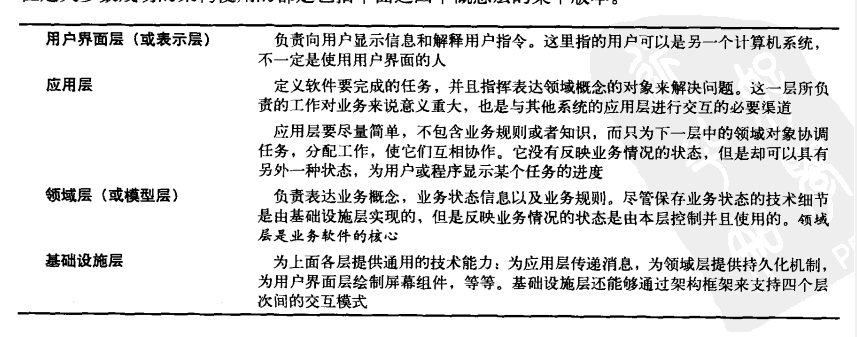 用户界面层（或表示层） 负责向用户显示信息和解释用户指令。这里指的用户可以是另一个计算机系统，
不一定是使用用户界面的人
应用层 定义软件要完成的任务，并且指挥表达领域概念的对象来解决问题。这一层所负
责的工作对业务来说意义重大，也是与其他系统的应用层进行交互的必要渠道
应用层要尽量简单，不包含业务规则或者知识，而只为下一层中的领域对象协调
任务，分配工作，使它们互相协作。它没有反映业务情况的状态，但是却可以具有
另外一种状态，为用户或程序显示某个任务的进度
领域层（或模型层） 负责表达业务概念，业务状态信息以及业务规则。尽管保存业务状态的技术细节
是由基础设施层实现的，但是反映业务情况的状态是由本层控制并且使用的。领域
层是业务软件的核心
基础设施层 为上面各层提供通用的技术能力：为应用层传递消息，为领域层提供持久化机制，
为用户界面层绘制屏幕组件，等等。基础设施层还能够通过架构框架来支持四个层
次间的交互模式